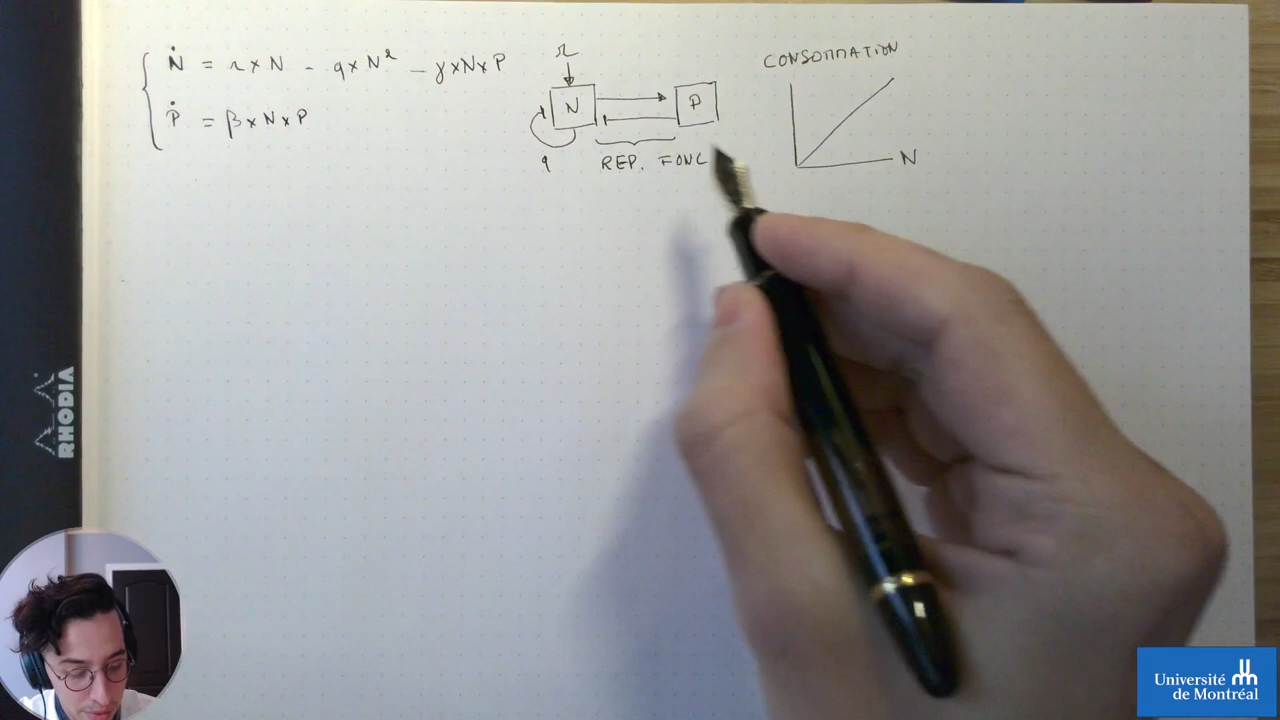 Ṅ = r × N - q × N² - γ × N × P
Ṗ = β × N × P
r
N
P
q
REP. FONC
CONSOMMATION
N
RHODIA
Université
de Montréal